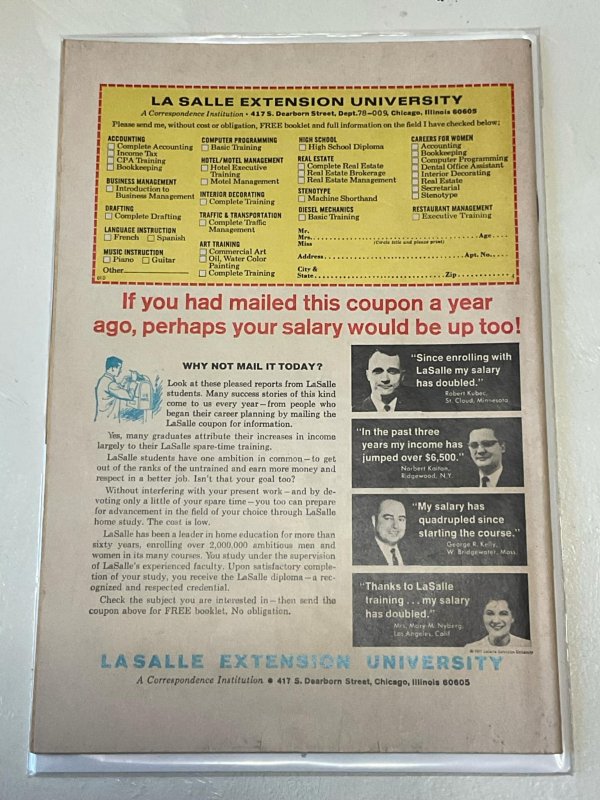 LA SALLE EXTENSION UNIVERSITY
A Correspondence Institution • 417 S. Dearborn Street, Dept.78-009, Chicago, Illinois 60605
Please send me, without cost or obligation, FREE booklet and full information on the field I have checked below:
ACCOUNTING
Complete Accounting
Income Tax
CPA Training
Bookkeeping
BUSINESS MANAGEMENT
Introduction to
Business Management
DRAFTING
Complete Drafting
LANGUAGE INSTRUCTION
French Spanish
MUSIC INSTRUCTION
Piano Guitar
Other
COMPUTER PROGRAMMING
Basic Training
HOTEL/MOTEL MANAGEMENT
Hotel Executive
Training
Motel Management
INTERIOR DECORATING
Complete Training
TRAFFIC & TRANSPORTATION
Complete Traffic
Management
ART TRAINING
Commercial Art
Oil, Water Color
Painting
Complete Training
HIGH SCHOOL
High School Diploma
REAL ESTATE
Complete Real Estate
Real Estate Brokerage
Real Estate Management
STENOTYPE
Machine Shorthand
DIESEL MECHANICS
Basic Training
CAREERS FOR WOMEN
Accounting
Bookkeeping
Computer Programming
Dental Office Assistant
Interior Decorating
Real Estate
Secretarial
Stenotype
RESTAURANT MANAGEMENT
Executive Training
Mr.
Mrs. Age
Miss (Circle title and please print)
Address Apt. No.
City &
State Zip
If you had mailed this coupon a year
ago, perhaps your salary would be up too!
WHY NOT MAIL IT TODAY?
Look at these pleased reports from LaSalle
students. Many success stories of this kind
come to us every year—from people who
began their career planning by mailing the
LaSalle coupon for information.
Yes, many graduates attribute their increases in income
largely to their LaSalle spare-time training.
LaSalle students have one ambition in common—to get
out of the ranks of the untrained and earn more money and
respect in a better job. Isn't that your goal too?
Without interfering with your present work—and by de-
voting only a little of your spare time—you too can prepare
for advancement in the field of your choice through LaSalle
home study. The cost is low.
LaSalle has been a leader in home education for more than
sixty years, enrolling over 2,000,000 ambitious men and
women in its many courses. You study under the supervision
of LaSalle's experienced faculty. Upon satisfactory comple-
tion of your study, you receive the LaSalle diploma—a rec-
ognized and respected credential.
Check the subject you are interested in—then send the
coupon above for FREE booklet. No obligation.
"Since enrolling with
LaSalle my salary
has doubled."
Robert Kubec,
St. Cloud, Minnesota
"In the past three
years my income has
jumped over $6,500."
Norbert Kaiton,
Ridgewood, N.Y.
"My salary has
quadrupled since
starting the course."
George R. Kelly,
W. Bridgewater, Mass.
"Thanks to LaSalle
training . . . my salary
has doubled."
Mrs. Mary M. Nyberg,
Los Angeles, Calif.
LaSalle Extension University
LASALLE EXTENSION UNIVERSITY
A Correspondence Institution • 417 S. Dearborn Street, Chicago, Illinois 60605